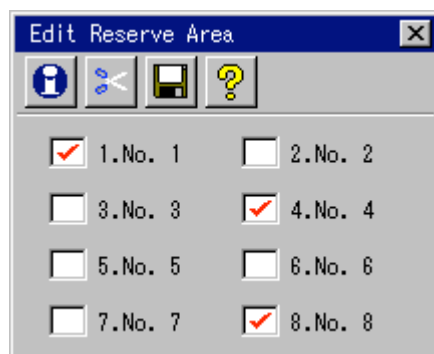 Edit Reserve Area
1.No. 1 2.No. 2
3.No. 3 4.No. 4
5.No. 5 6.No. 6
7.No. 7 8.No. 8